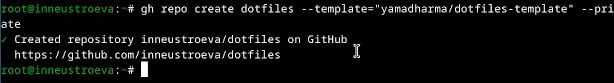 root@inneustroeva:~# gh repo create dotfiles --template="yamadharma/dotfiles-template" --priv
ate
✓ Created repository inneustroeva/dotfiles on GitHub
https://github.com/inneustroeva/dotfiles
root@inneustroeva:~#